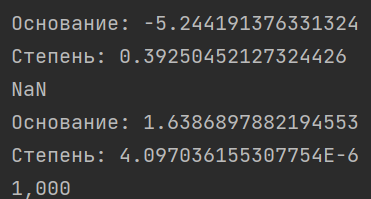 Основание: -5.244191376331324
Степень: 0.39250452127324426
NaN
Основание: 1.6386897882194553
Степень: 4.097036155307754E-6
1,000